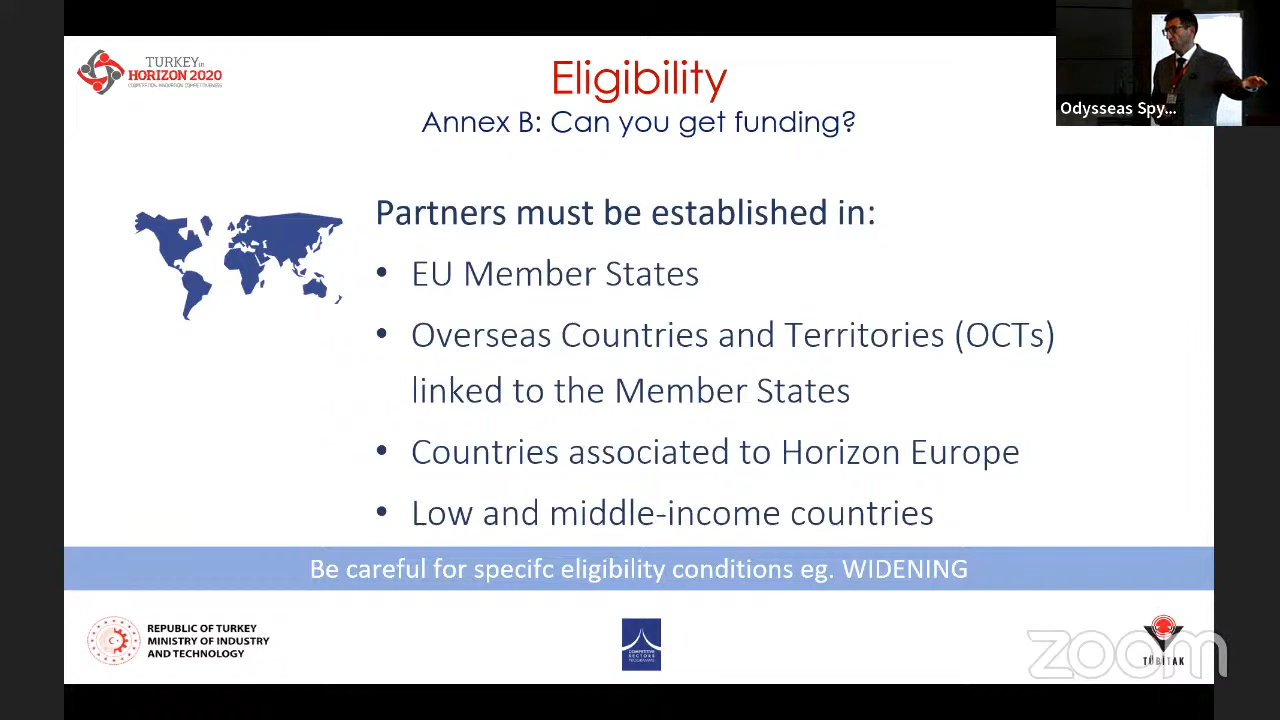 TURKEY in
HORIZON 2020
COOPERATION INNOVATION COMPETITIVENESS
Eligibility
Annex B: Can you get funding?
Odysseas Spy...
Partners must be established in:
• EU Member States
• Overseas Countries and Territories (OCTs)
linked to the Member States
• Countries associated to Horizon Europe
• Low and middle-income countries
Be careful for specifc eligibility conditions eg. WIDENING
REPUBLIC OF TURKEY
MINISTRY OF INDUSTRY
AND TECHNOLOGY
COMPETITIVE
SECTORS
PROGRAMME
zoom
TÜBİTAK